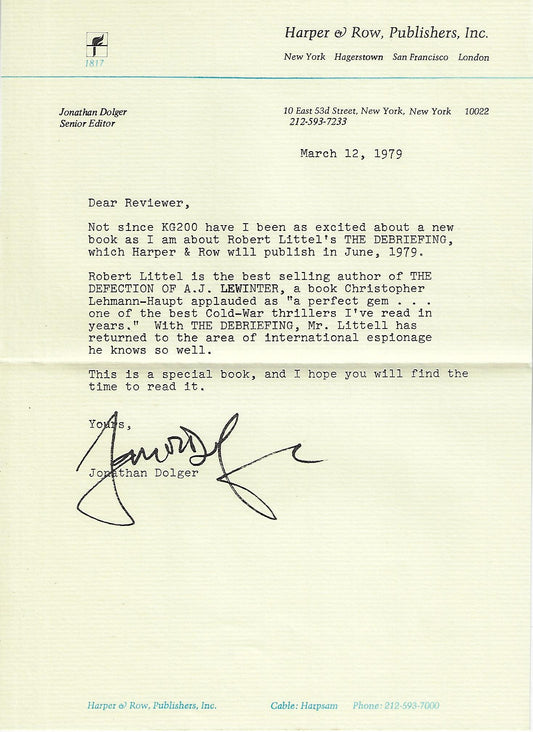 Harper & Row, Publishers, Inc.
1817
New York Hagerstown San Francisco London
Jonathan Dolger
Senior Editor
10 East 53d Street, New York, New York 10022
212-593-7233
March 12, 1979
Dear Reviewer,
Not since KG200 have I been as excited about a new
book as I am about Robert Littel's THE DEBRIEFING,
which Harper & Row will publish in June, 1979.
Robert Littel is the best selling author of THE
DEFECTION OF A.J. LEWINTER, a book Christopher
Lehmann-Haupt applauded as "a perfect gem . . .
one of the best Cold-War thrillers I've read in
years." With THE DEBRIEFING, Mr. Littell has
returned to the area of international espionage
he knows so well.
This is a special book, and I hope you will find the
time to read it.
Yours,
Jonathan Dolger
Harper & Row, Publishers, Inc. Cable: Harpsam Phone: 212-593-7000